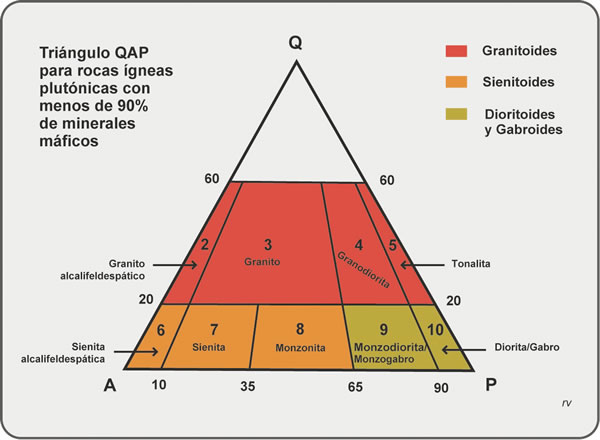 Triángulo QAP
para rocas ígneas
plutónicas con
menos de 90%
de minerales
máficos
Q
Granitoides
Sienitoides
Dioritoides
y Gabroides
60
60
2
3
4
5
Granito
Granodiorita
Granito
alcalifeldespático
Tonalita
20
20
6
7
8
9
10
Sienita
alcalifeldespática
Sienita
Monzonita
Monzodiorita/
Monzogabro
Diorita/Gabro
A
10
35
65
90
P
rv